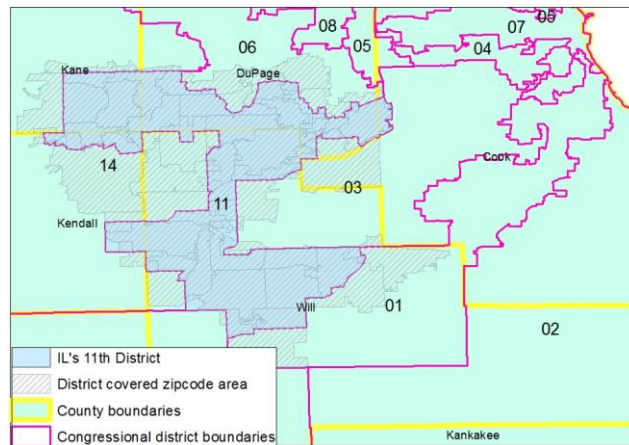 05
08
07
06
05
04
Kane
DuPage
Cook
14
03
11
Kendall
Will
01
02
IL's 11th District
District covered zipcode area
County boundaries
Congressional district boundaries
Kankakee